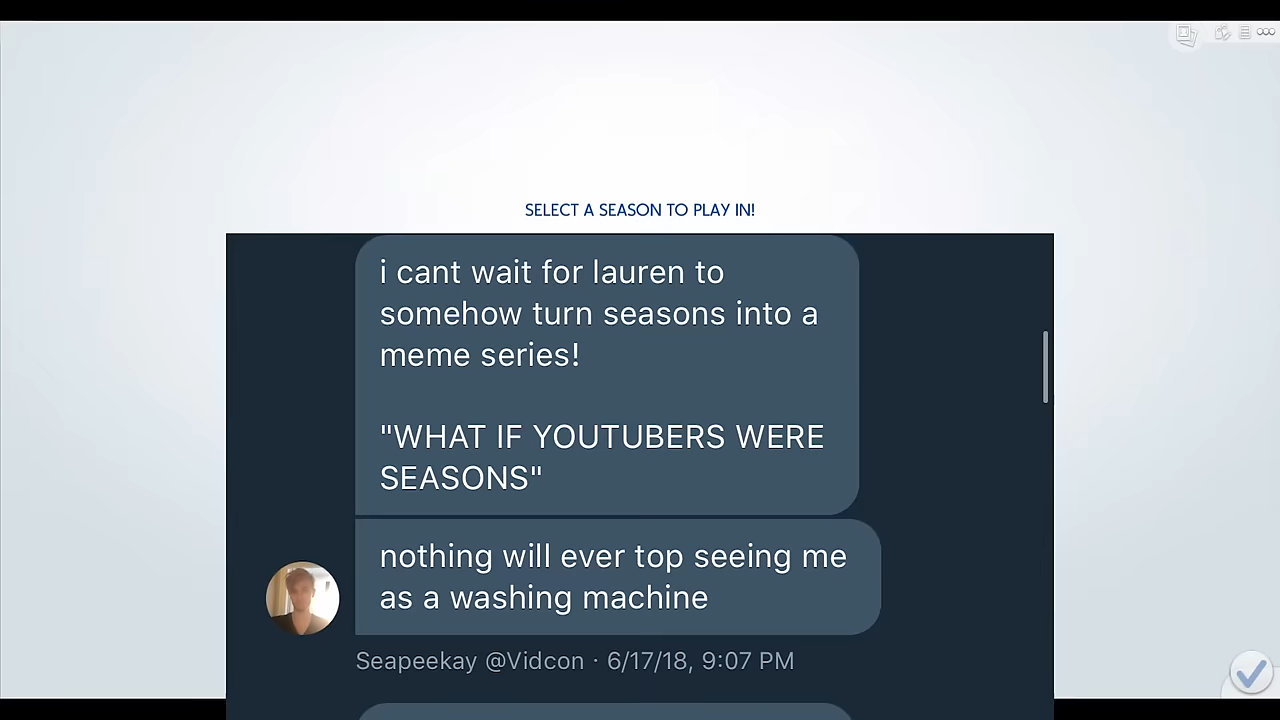 SELECT A SEASON TO PLAY IN!
i cant wait for lauren to
somehow turn seasons into a
meme series!
"WHAT IF YOUTUBERS WERE
SEASONS"
nothing will ever top seeing me
as a washing machine
Seapeekay @Vidcon · 6/17/18, 9:07 PM